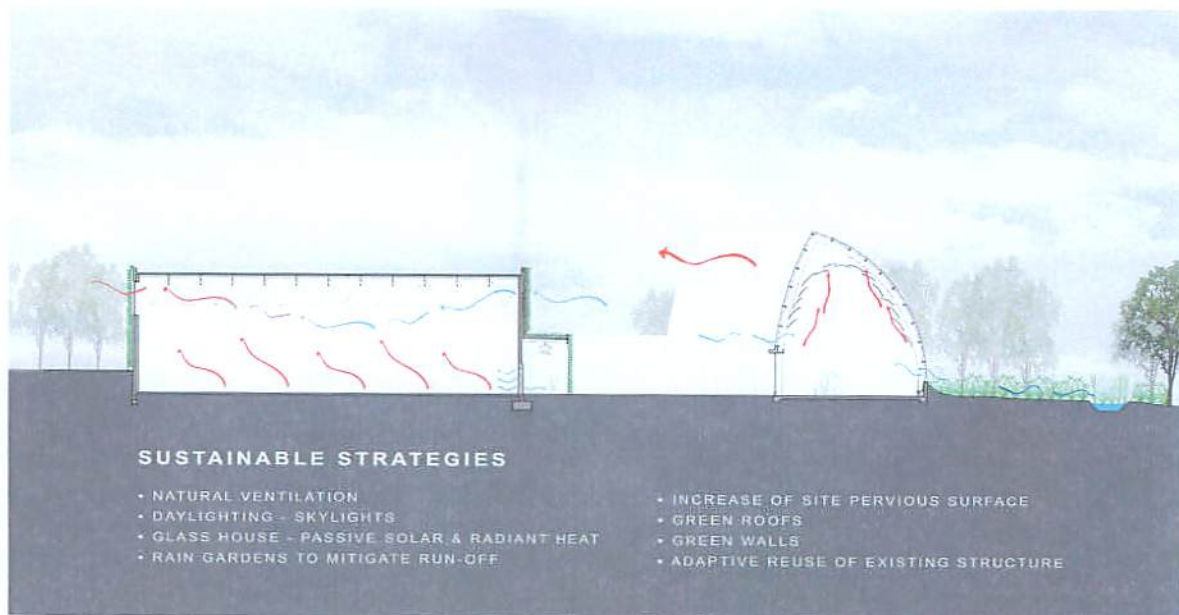 SUSTAINABLE STRATEGIES
• NATURAL VENTILATION
• DAYLIGHTING - SKYLIGHTS
• GLASS HOUSE - PASSIVE SOLAR & RADIANT HEAT
• RAIN GARDENS TO MITIGATE RUN-OFF
• INCREASE OF SITE PERVIOUS SURFACE
• GREEN ROOFS
• GREEN WALLS
• ADAPTIVE REUSE OF EXISTING STRUCTURE